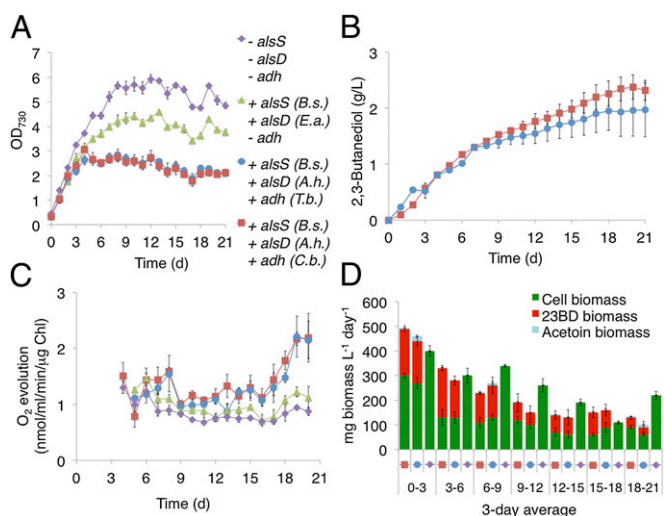 A
OD730
7
6
5
4
3
2
1
0
0 3 6 9 12 15 18 21
Time (d)
- alsS
- alsD
- adh
+ alsS (B.s.)
+ alsD (E.a.)
- adh
+ alsS (B.s.)
+ alsD (A.h.)
+ adh (T.b.)
+ alsS (B.s.)
+ alsD (A.h.)
+ adh (C.b.)
B
2,3-Butanediol (g/L)
3
2
1
0
0 3 6 9 12 15 18 21
Time (d)
C
O2 evolution
(nmol/ml/min/µg Chl)
3
2
1
0
0 3 6 9 12 15 18 21
Time (d)
D
Cell biomass
23BD biomass
Acetoin biomass
mg biomass L-1 day-1
600
500
400
300
200
100
0
0-3 3-6 6-9 9-12 12-15 15-18 18-21
3-day average